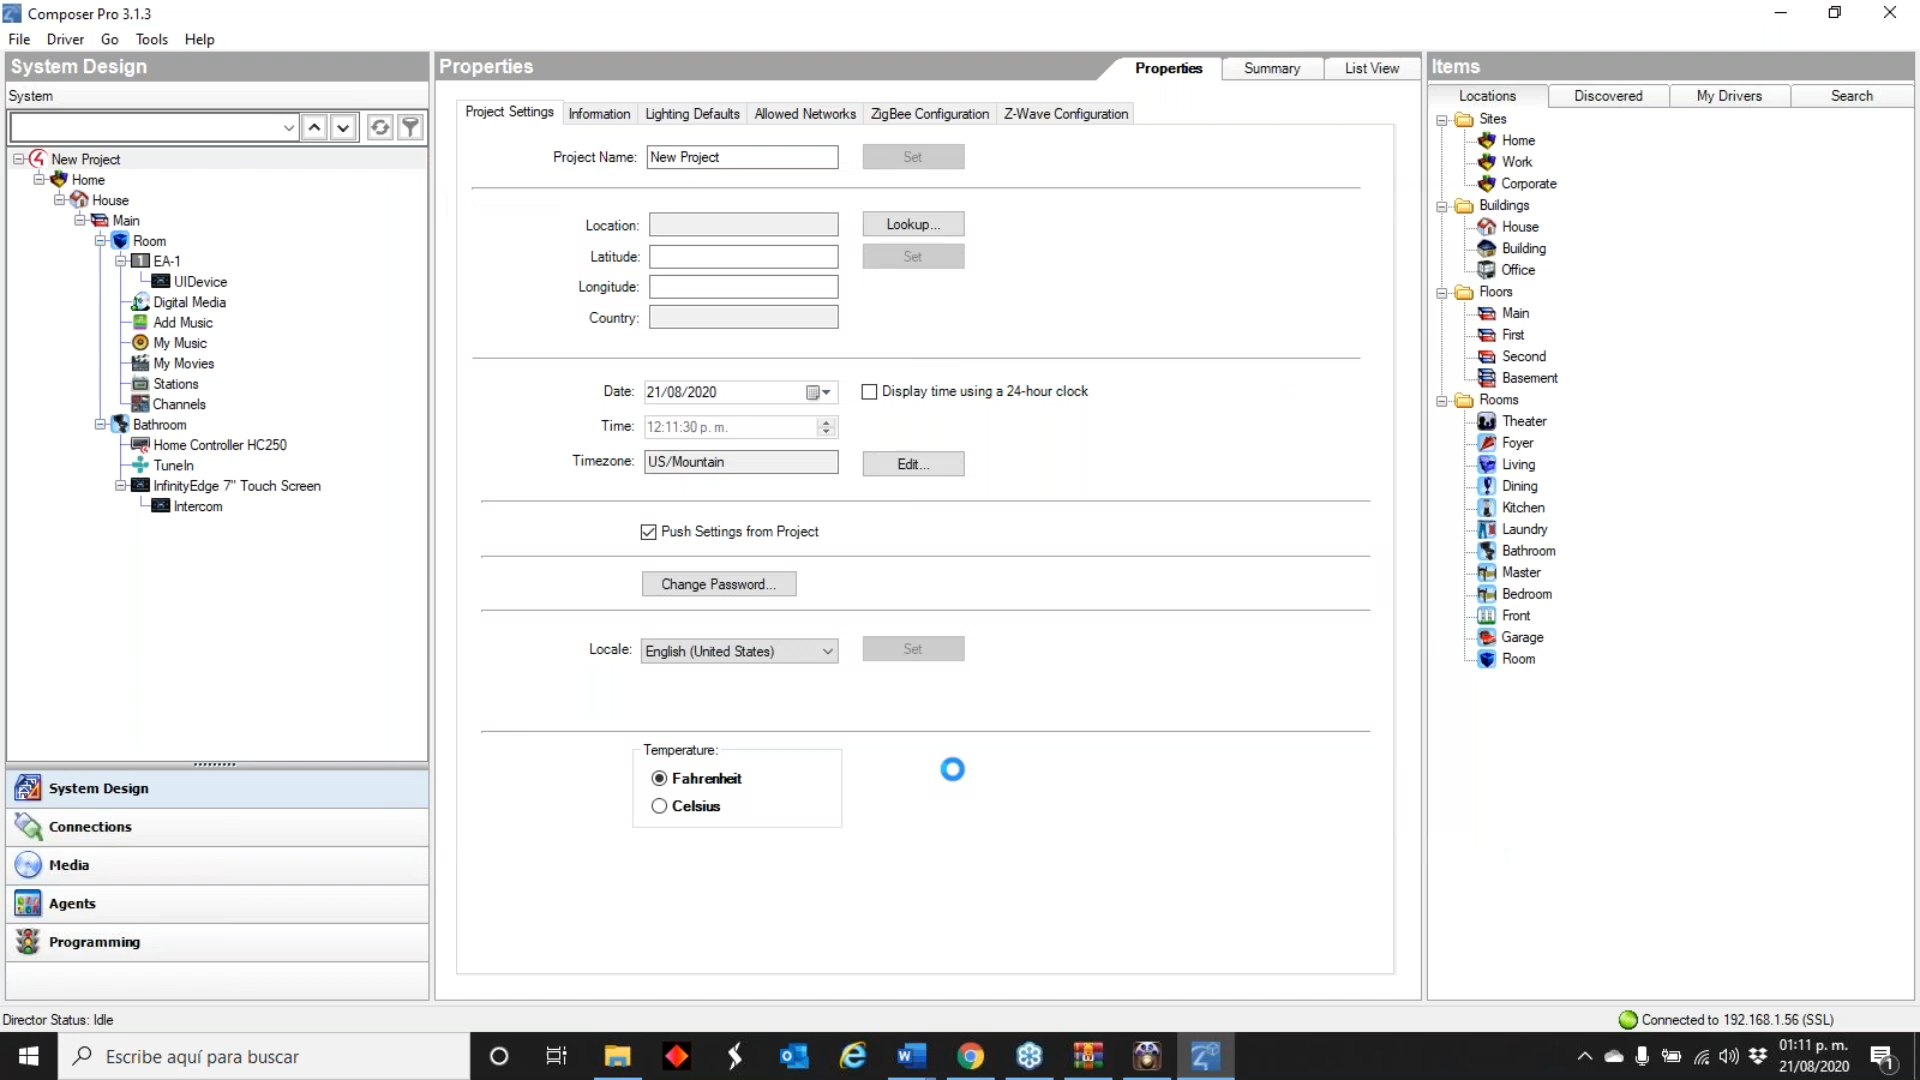 Composer Pro 3.1.3
File Driver Go Tools Help
System Design
System
New Project
Home
House
Main
Room
1 EA-1
UIDevice
Digital Media
Add Music
My Music
My Movies
Stations
Channels
Bathroom
Home Controller HC250
TuneIn
InfinityEdge 7" Touch Screen
Intercom
System Design
Connections
Media
Agents
Programming
Properties
Properties Summary List View
Project Settings Information Lighting Defaults Allowed Networks ZigBee Configuration Z-Wave Configuration
Project Name: New Project Set
Location: Lookup...
Latitude: Set
Longitude:
Country:
Date: 21/08/2020 Display time using a 24-hour clock
Time: 12:11:30 p. m.
Timezone: US/Mountain Edit...
Push Settings from Project
Change Password...
Locale: English (United States) Set
Temperature:
Fahrenheit
Celsius
Items
Locations Discovered My Drivers Search
Sites
Home
Work
Corporate
Buildings
House
Building
Office
Floors
Main
First
Second
Basement
Rooms
Theater
Foyer
Living
Dining
Kitchen
Laundry
Bathroom
Master
Bedroom
Front
Garage
Room
Director Status: Idle
Connected to 192.168.1.56 (SSL)
Escribe aquí para buscar
01:11 p. m.
21/08/2020
1